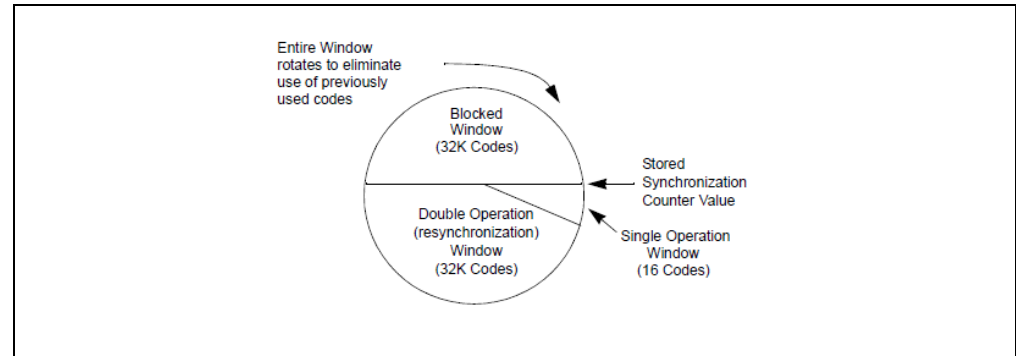 Entire Window
rotates to eliminate
use of previously
used codes
Blocked
Window
(32K Codes)
Stored
Synchronization
Counter Value
Double Operation
(resynchronization)
Window
(32K Codes)
Single Operation
Window
(16 Codes)